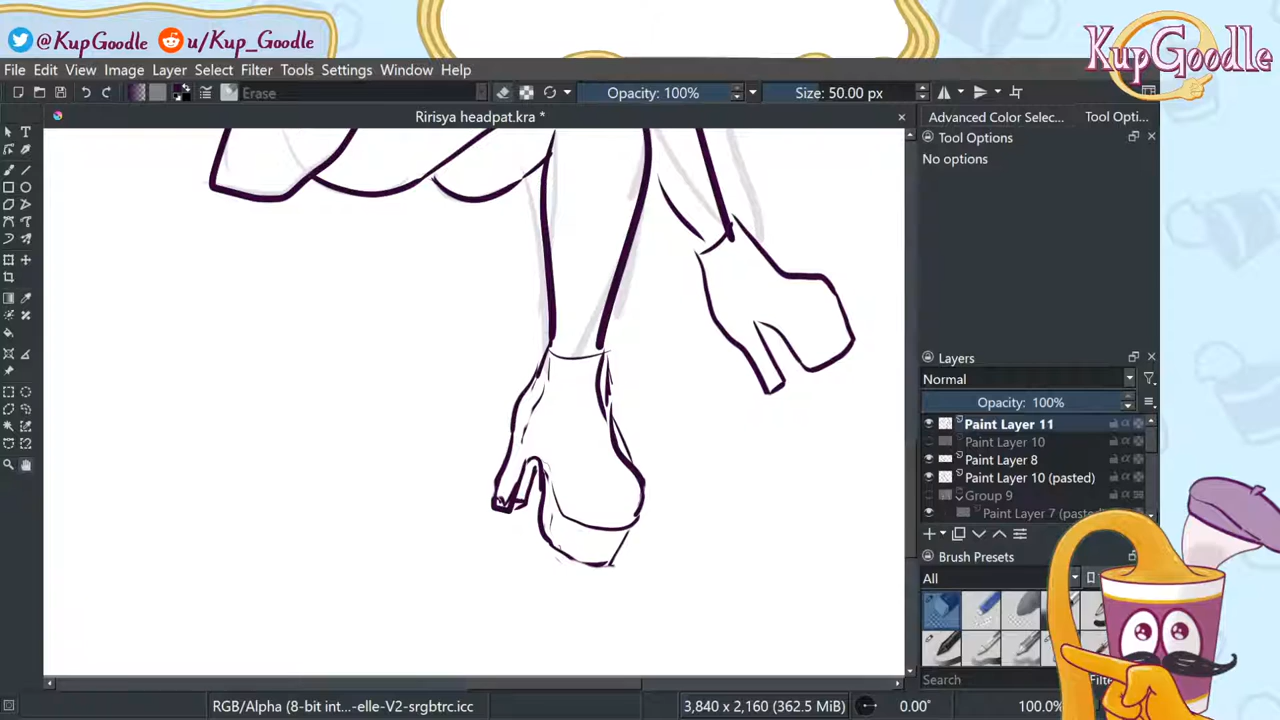 @KupGoodle u/Kup_Goodle
KupGoodle
File Edit View Image Layer Select Filter Tools Settings Window Help
Erase Opacity: 100% Size: 50.00 px
Ririsya headpat.kra *
Advanced Color Selec... Tool Opti...
Tool Options
No options
Layers
Normal
Opacity: 100%
Paint Layer 11
Paint Layer 10
Paint Layer 8
Paint Layer 10 (pasted)
Group 9
Paint Layer 7 (paste
Brush Presets
All
Search
RGB/Alpha (8-bit int...-elle-V2-srgbtrc.icc 3,840 x 2,160 (362.5 MiB) 0.00° 100.0%